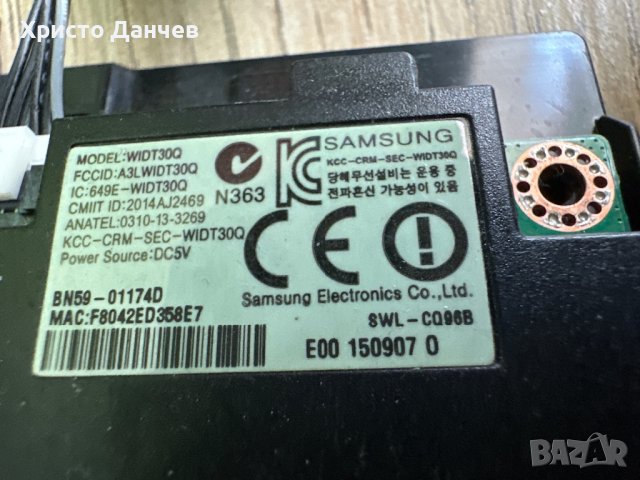 Христо Данчев
MODEL:WIDT30Q
FCCID:A3LWIDT30Q
IC:649E-WIDT30Q
CMIIT ID:2014AJ2469
ANATEL:0310-13-3269
KCC-CRM-SEC-WIDT30Q
Power Source:DC5V
N363
SAMSUNG
KCC-CRM-SEC-WIDT30Q
당해무선설비는 운용 중
전파혼신 가능성이 있음
CE
Samsung Electronics Co.,Ltd.
BN59-01174D
MAC:F8042ED358E7
SWL-CQ96B
E00 150907 0
BAZAR